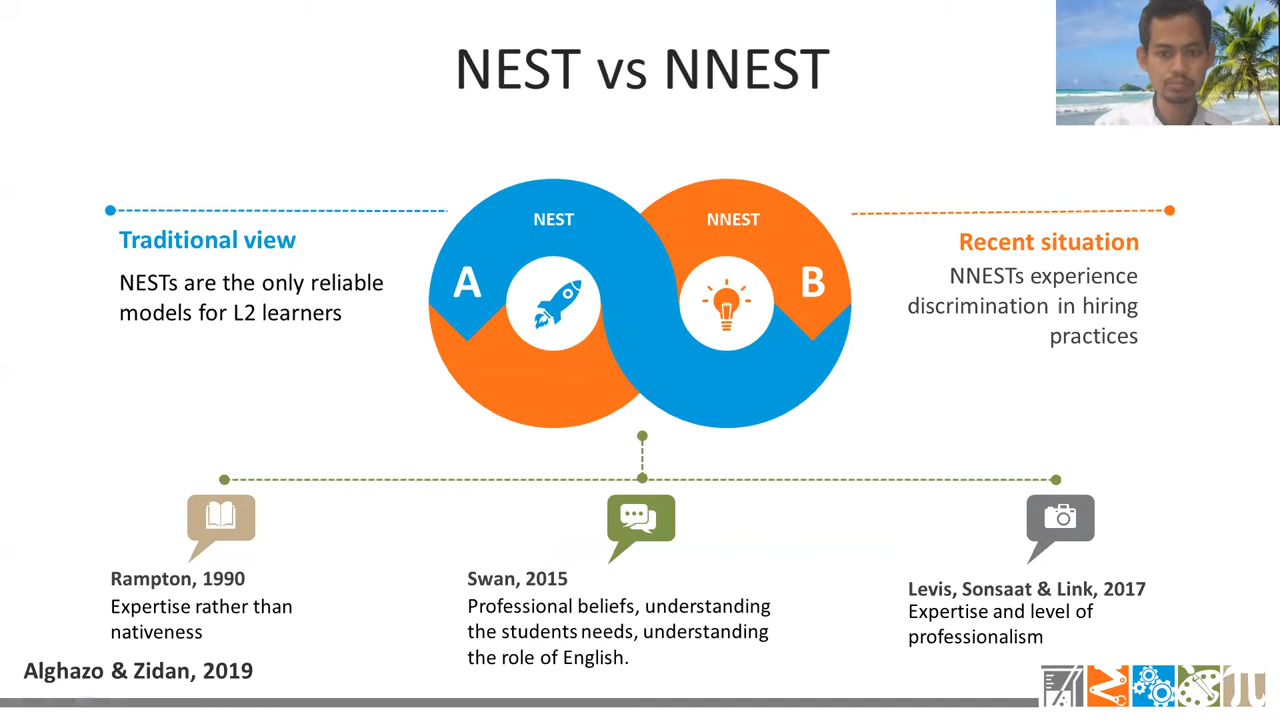 NEST vs NNEST
NEST
NNEST
Traditional view
NESTs are the only reliable
models for L2 learners
A
B
Recent situation
NNESTs experience
discrimination in hiring
practices
Rampton, 1990
Expertise rather than
nativeness
Swan, 2015
Professional beliefs, understanding
the students needs, understanding
the role of English.
Levis, Sonsaat & Link, 2017
Expertise and level of
professionalism
Alghazo & Zidan, 2019
π